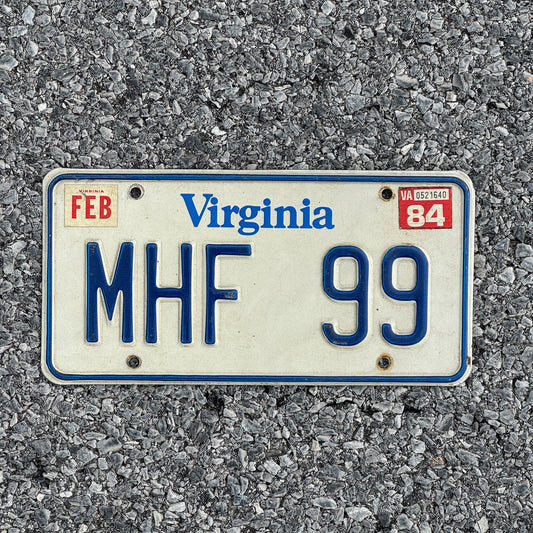 VIRGINIA
FEB
Virginia
VA 0521640
84
MHF 99